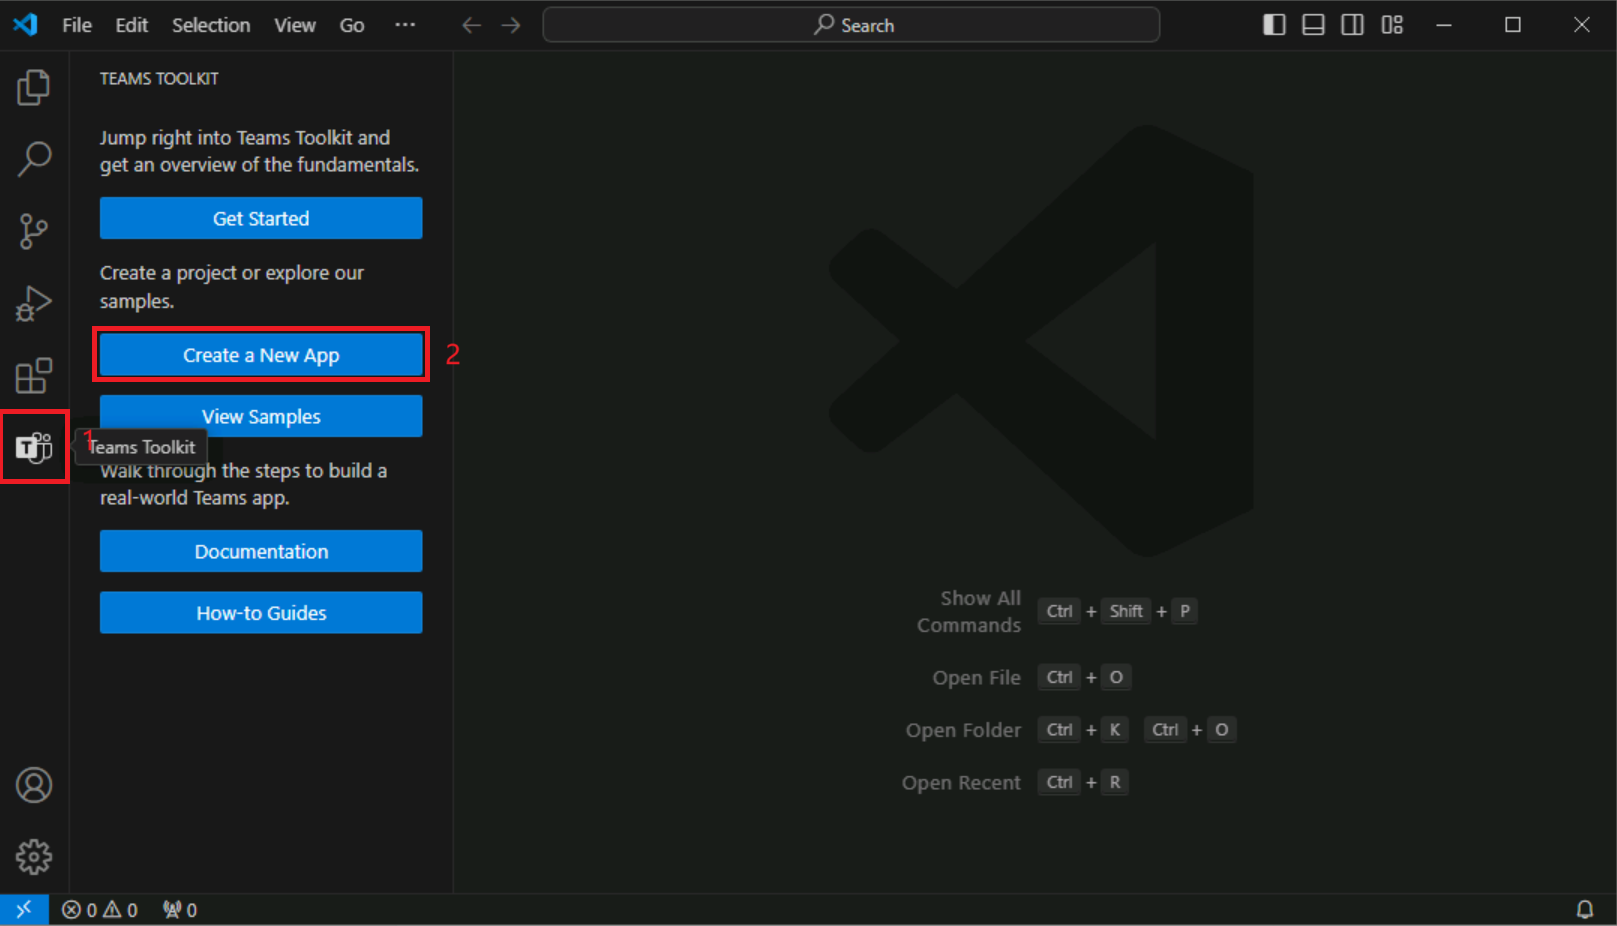 File Edit Selection View Go ··· Search
TEAMS TOOLKIT
Jump right into Teams Toolkit and
get an overview of the fundamentals.
Get Started
Create a project or explore our
samples.
Create a New App 2
View Samples
1
Teams Toolkit
Walk through the steps to build a
real-world Teams app.
Documentation
How-to Guides
Show All
Commands Ctrl + Shift + P
Open File Ctrl + O
Open Folder Ctrl + K Ctrl + O
Open Recent Ctrl + R
0 0 0